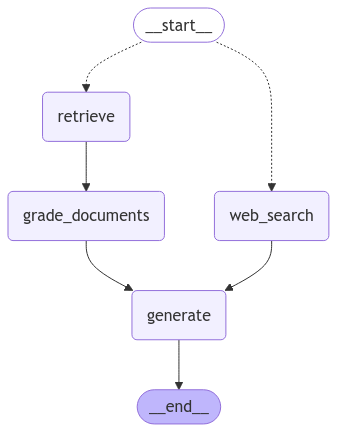 __start__
retrieve
grade_documents
web_search
generate
__end__